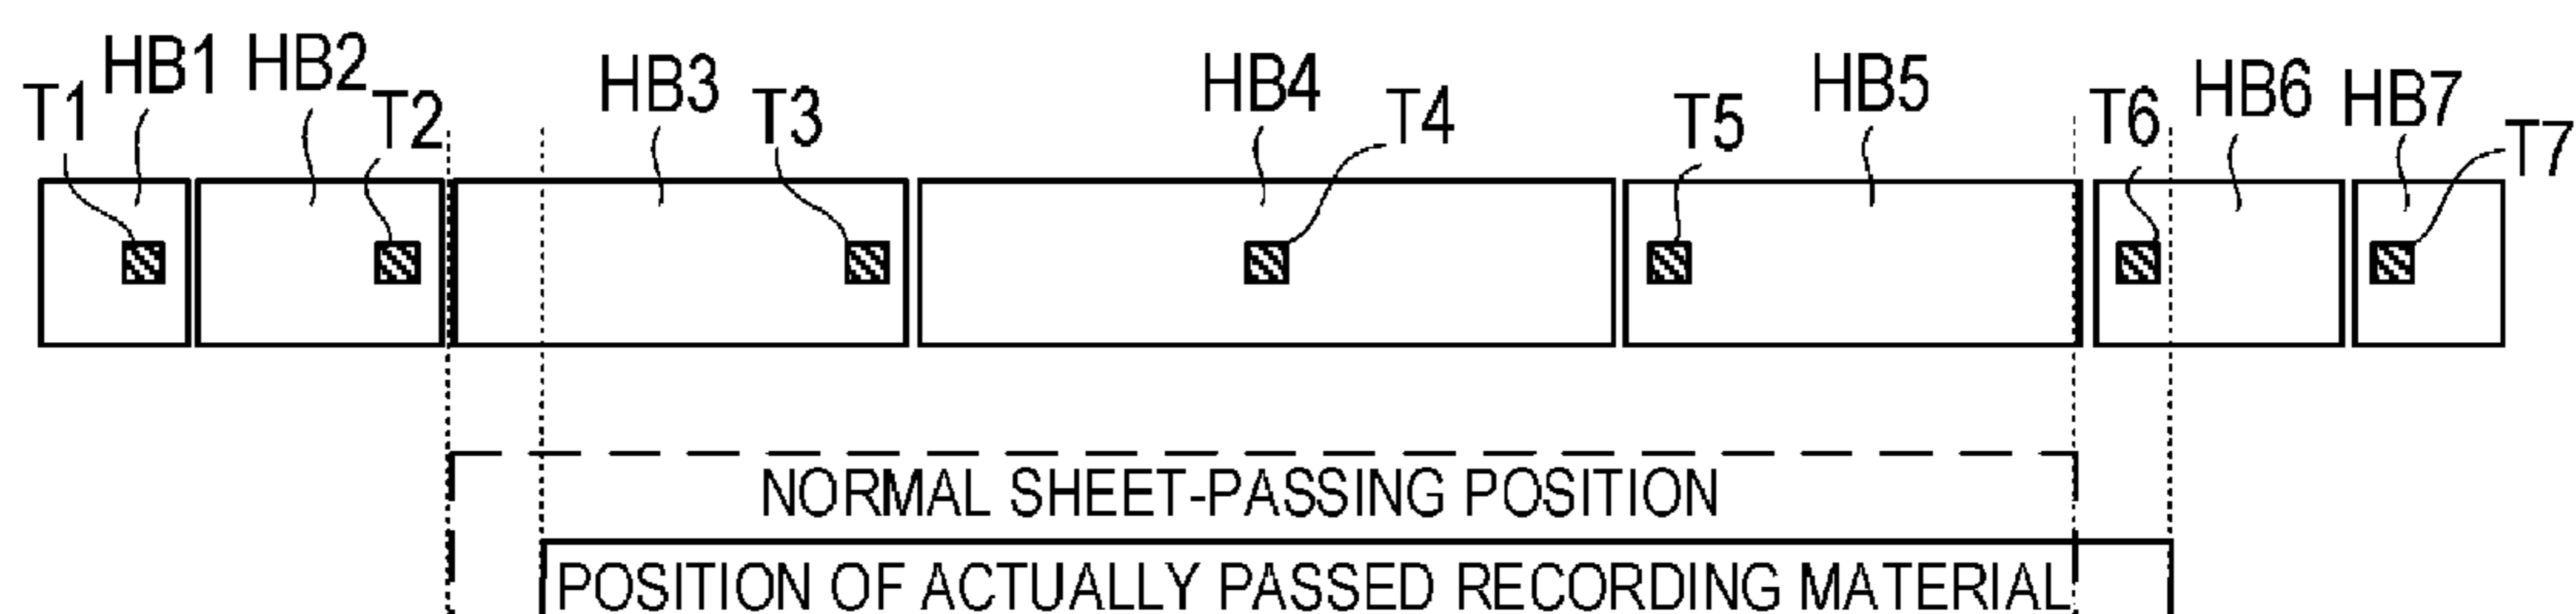 T1 HB1 HB2 T2 HB3 T3 HB4 T4 T5 HB5 T6 HB6 HB7 T7
NORMAL SHEET-PASSING POSITION
POSITION OF ACTUALLY PASSED RECORDING MATERIAL